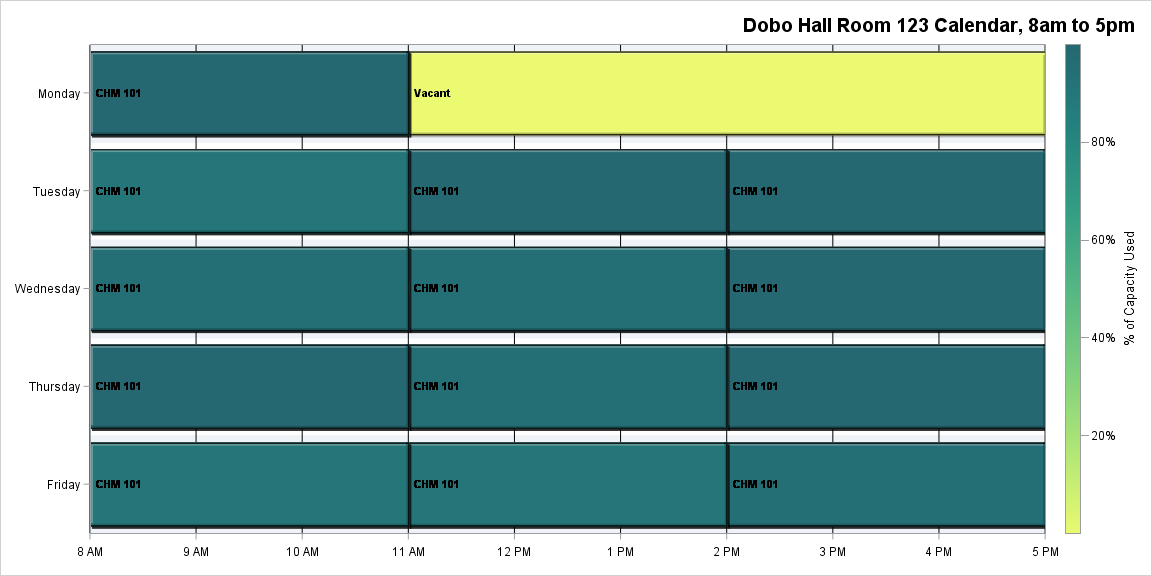 Dobo Hall Room 123 Calendar, 8am to 5pm
Monday
CHM 101
Vacant
Tuesday
CHM 101
CHM 101
CHM 101
Wednesday
CHM 101
CHM 101
CHM 101
Thursday
CHM 101
CHM 101
CHM 101
Friday
CHM 101
CHM 101
CHM 101
8 AM
9 AM
10 AM
11 AM
12 PM
1 PM
2 PM
3 PM
4 PM
5 PM
80%
60%
40%
20%
% of Capacity Used